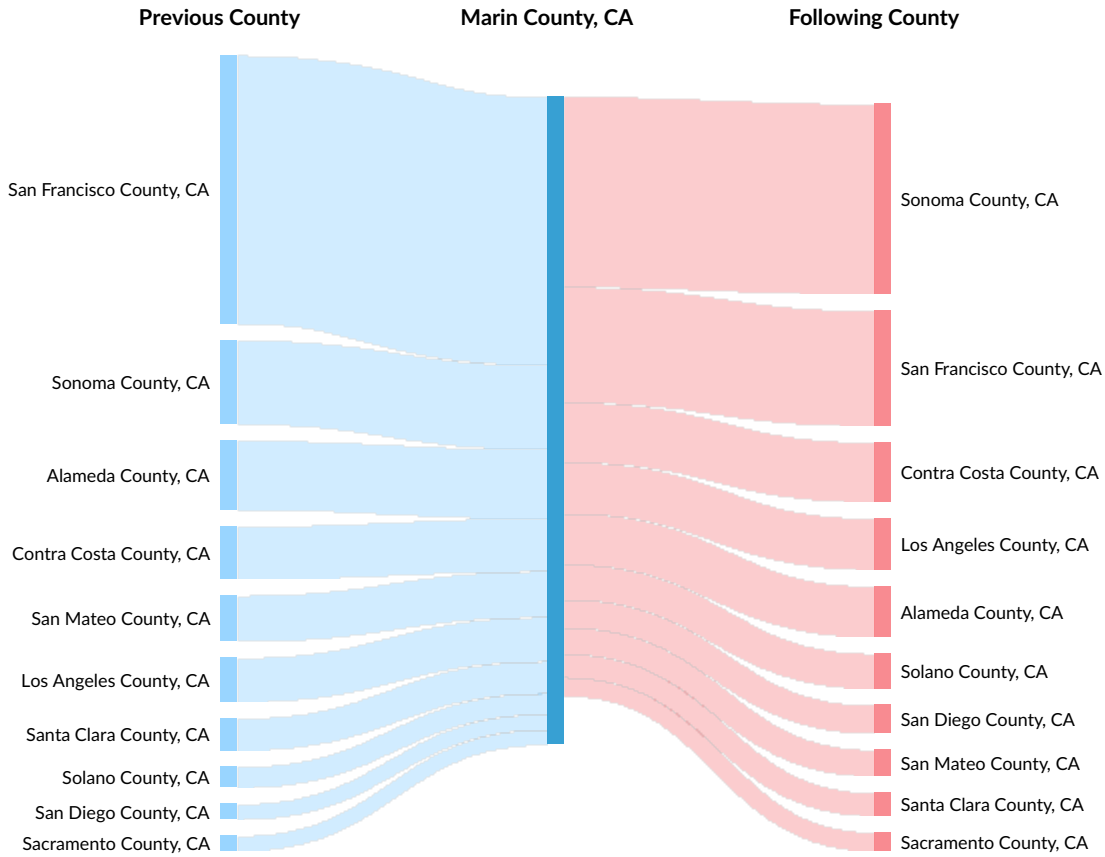 Previous County
Marin County, CA
Following County
San Francisco County, CA
Sonoma County, CA
Alameda County, CA
Contra Costa County, CA
San Mateo County, CA
Los Angeles County, CA
Santa Clara County, CA
Solano County, CA
San Diego County, CA
Sacramento County, CA
Sonoma County, CA
San Francisco County, CA
Contra Costa County, CA
Los Angeles County, CA
Alameda County, CA
Solano County, CA
San Diego County, CA
San Mateo County, CA
Santa Clara County, CA
Sacramento County, CA